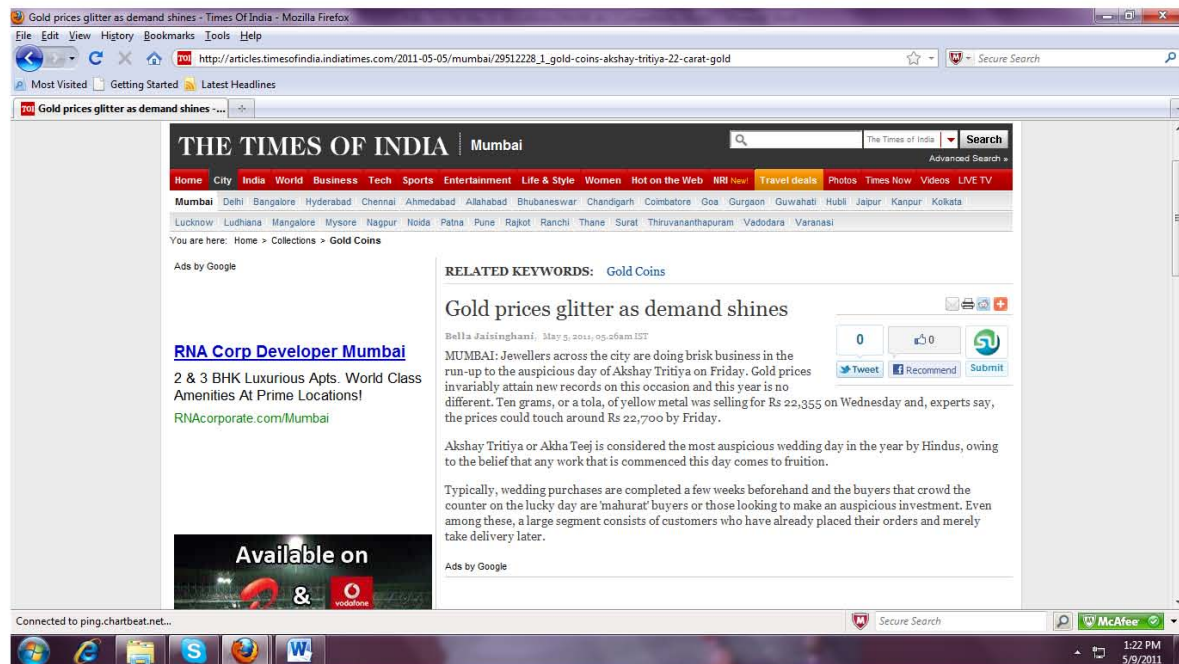 Gold prices glitter as demand shines - Times Of India - Mozilla Firefox
File Edit View History Bookmarks Tools Help
TOI http://articles.timesofindia.indiatimes.com/2011-05-05/mumbai/29512228_1_gold-coins-akshay-tritiya-22-carat-gold Secure Search
Most Visited Getting Started Latest Headlines
TOI Gold prices glitter as demand shines -...
THE TIMES OF INDIA Mumbai The Times of India Search
Advanced Search »
Home City India World Business Tech Sports Entertainment Life & Style Women Hot on the Web NRI New! Travel deals Photos Times Now Videos LIVE TV
Mumbai Delhi Bangalore Hyderabad Chennai Ahmedabad Allahabad Bhubaneswar Chandigarh Coimbatore Goa Gurgaon Guwahati Hubli Jaipur Kanpur Kolkata
Lucknow Ludhiana Mangalore Mysore Nagpur Noida Patna Pune Rajkot Ranchi Thane Surat Thiruvananthapuram Vadodara Varanasi
You are here: Home > Collections > Gold Coins
Ads by Google
RNA Corp Developer Mumbai
2 & 3 BHK Luxurious Apts. World Class
Amenities At Prime Locations!
RNAcorporate.com/Mumbai
Available on
&
vodafone
RELATED KEYWORDS: Gold Coins
Gold prices glitter as demand shines
Bella Jaisinghani, May 5, 2011, 05.26am IST
0 0
Tweet Recommend Submit
MUMBAI: Jewellers across the city are doing brisk business in the
run-up to the auspicious day of Akshay Tritiya on Friday. Gold prices
invariably attain new records on this occasion and this year is no
different. Ten grams, or a tola, of yellow metal was selling for Rs 22,355 on Wednesday and, experts say,
the prices could touch around Rs 22,700 by Friday.
Akshay Tritiya or Akha Teej is considered the most auspicious wedding day in the year by Hindus, owing
to the belief that any work that is commenced this day comes to fruition.
Typically, wedding purchases are completed a few weeks beforehand and the buyers that crowd the
counter on the lucky day are 'mahurat' buyers or those looking to make an auspicious investment. Even
among these, a large segment consists of customers who have already placed their orders and merely
take delivery later.
Ads by Google
Connected to ping.chartbeat.net... Secure Search McAfee
1:22 PM
5/9/2011